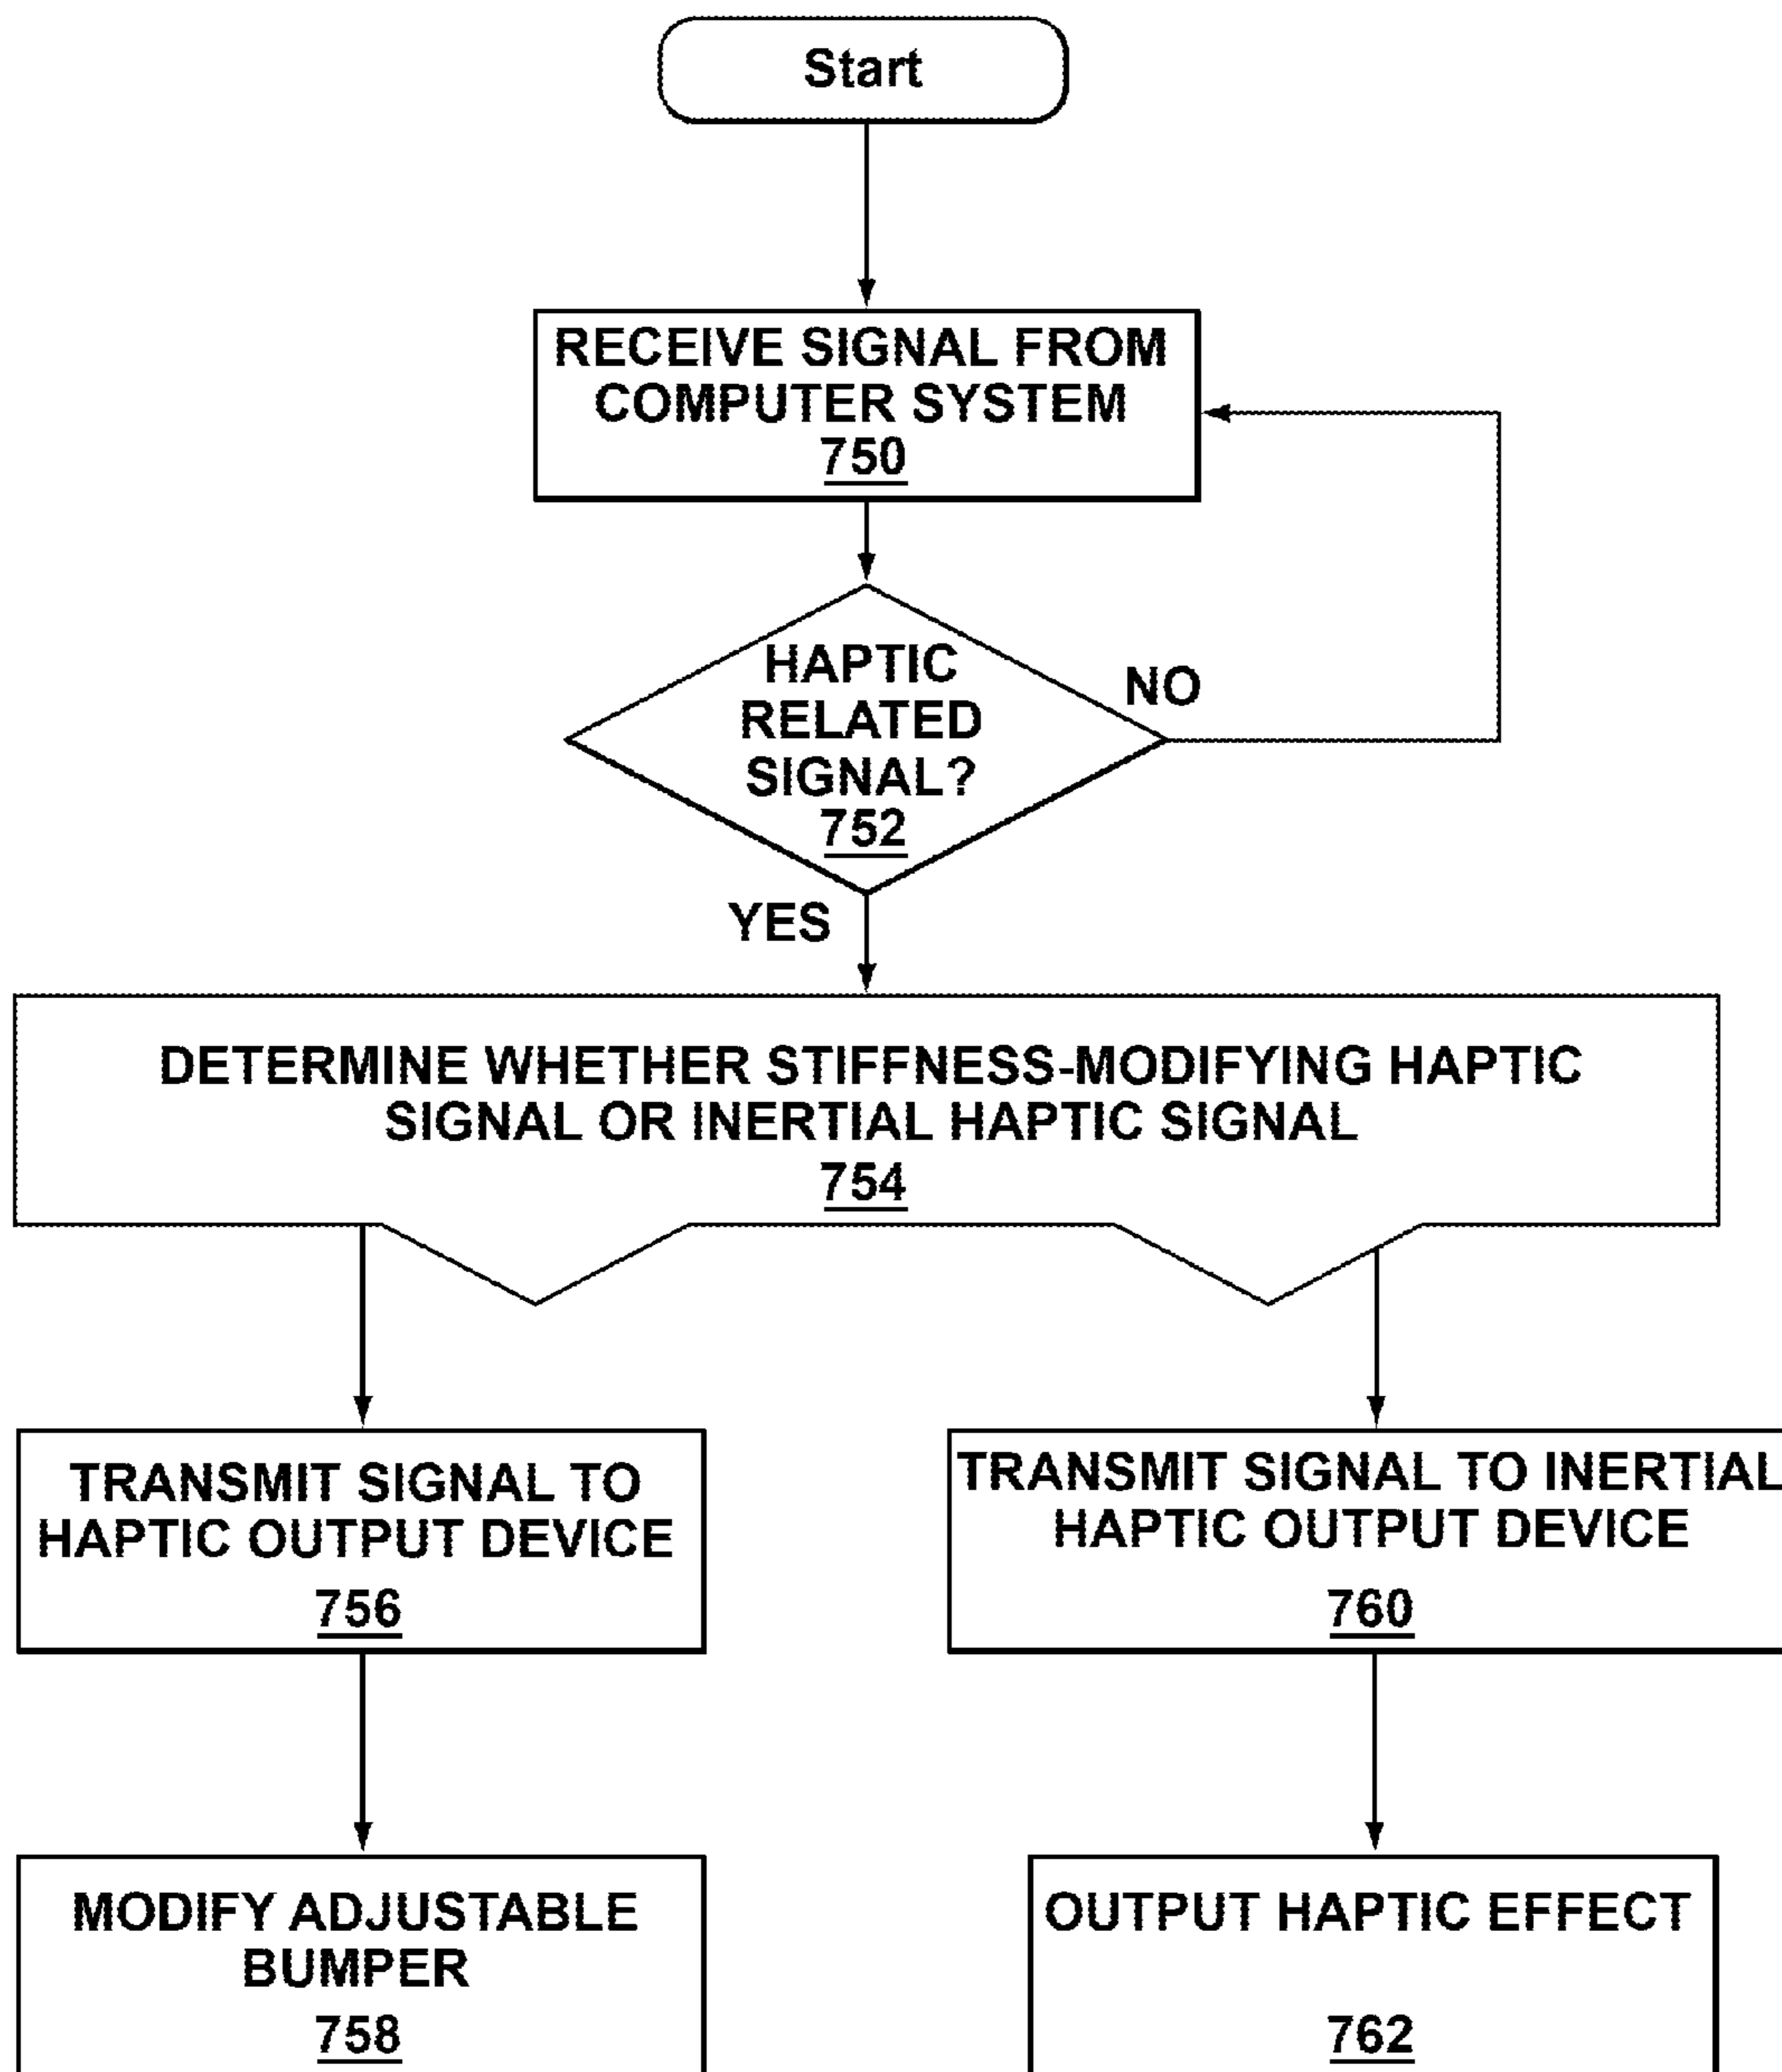 Start
RECEIVE SIGNAL FROM
COMPUTER SYSTEM
750
HAPTIC
RELATED
SIGNAL?
752
NO
YES
DETERMINE WHETHER STIFFNESS-MODIFYING HAPTIC
SIGNAL OR INERTIAL HAPTIC SIGNAL
754
TRANSMIT SIGNAL TO
HAPTIC OUTPUT DEVICE
756
TRANSMIT SIGNAL TO INERTIAL
HAPTIC OUTPUT DEVICE
760
MODIFY ADJUSTABLE
BUMPER
758
OUTPUT HAPTIC EFFECT
762